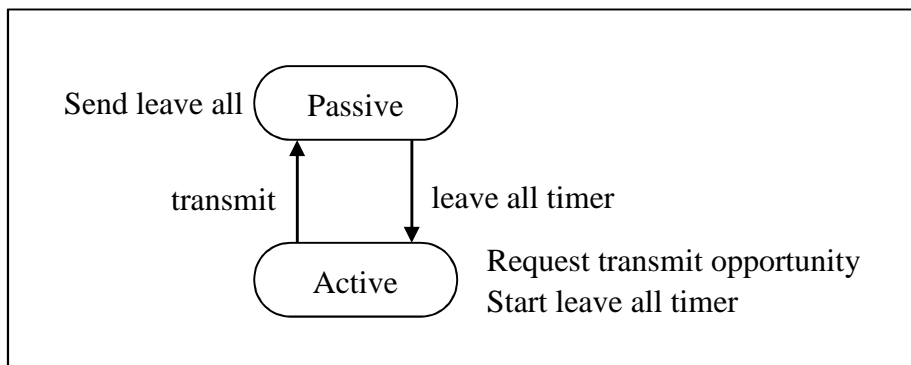 Passive
Send leave all
transmit
leave all timer
Active
Request transmit opportunity
Start leave all timer